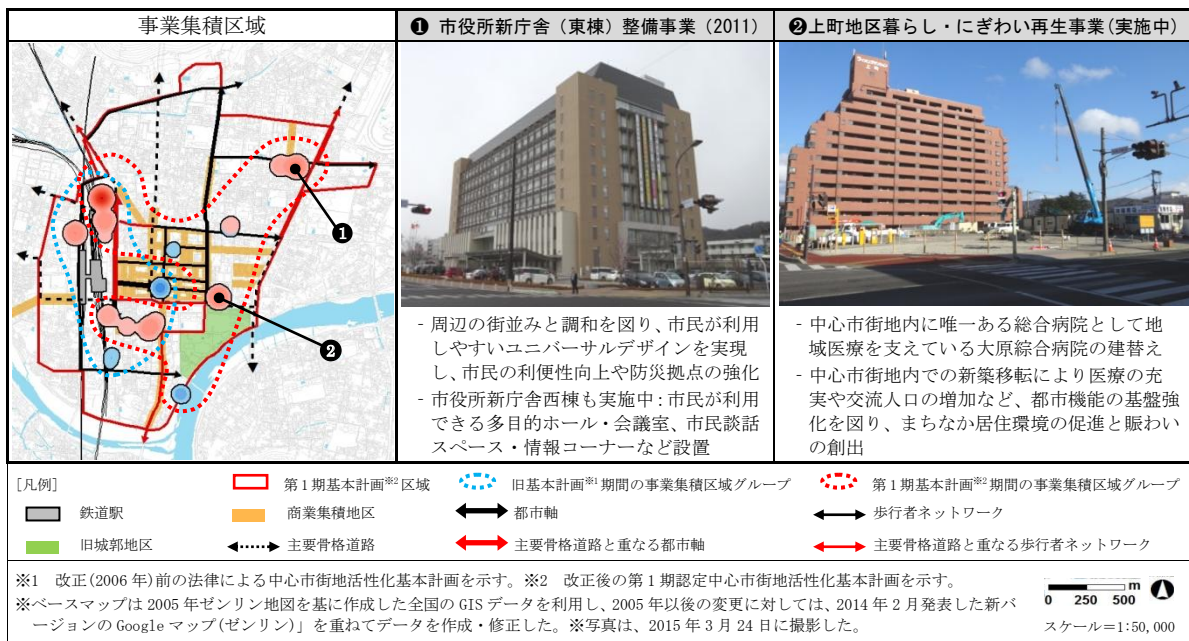 事業集積区域
❶ 市役所新庁舎（東棟）整備事業（2011）
❷上町地区暮らし・にぎわい再生事業(実施中)
❶
❷
- 周辺の街並みと調和を図り、市民が利用
しやすいユニバーサルデザインを実現
し、市民の利便性向上や防災拠点の強化
- 市役所新庁舎西棟も実施中：市民が利用
できる多目的ホール・会議室、市民談話
スペース・情報コーナーなど設置
- 中心市街地内に唯一ある総合病院として地
域医療を支えている大原綜合病院の建替え
- 中心市街地内での新築移転により医療の充
実や交流人口の増加など、都市機能の基盤強
化を図り、まちなか居住環境の促進と賑わい
の創出
[凡例]
第1期基本計画※2区域
旧基本計画※1期間の事業集積区域グループ
第1期基本計画※2期間の事業集積区域グループ
鉄道駅
商業集積地区
都市軸
歩行者ネットワーク
旧城郭地区
主要骨格道路
主要骨格道路と重なる都市軸
主要骨格道路と重なる歩行者ネットワーク
※1 改正(2006年)前の法律による中心市街地活性化基本計画を示す。※2 改正後の第1期認定中心市街地活性化基本計画を示す。
※ベースマップは2005年ゼンリン地図を基に作成した全国のGISデータを利用し、2005年以後の変更に対しては、2014年2月発表した新バ
ージョンのGoogleマップ(ゼンリン)」を重ねてデータを作成・修正した。※写真は、2015年3月24日に撮影した。
m
0 250 500
スケール=1:50,000